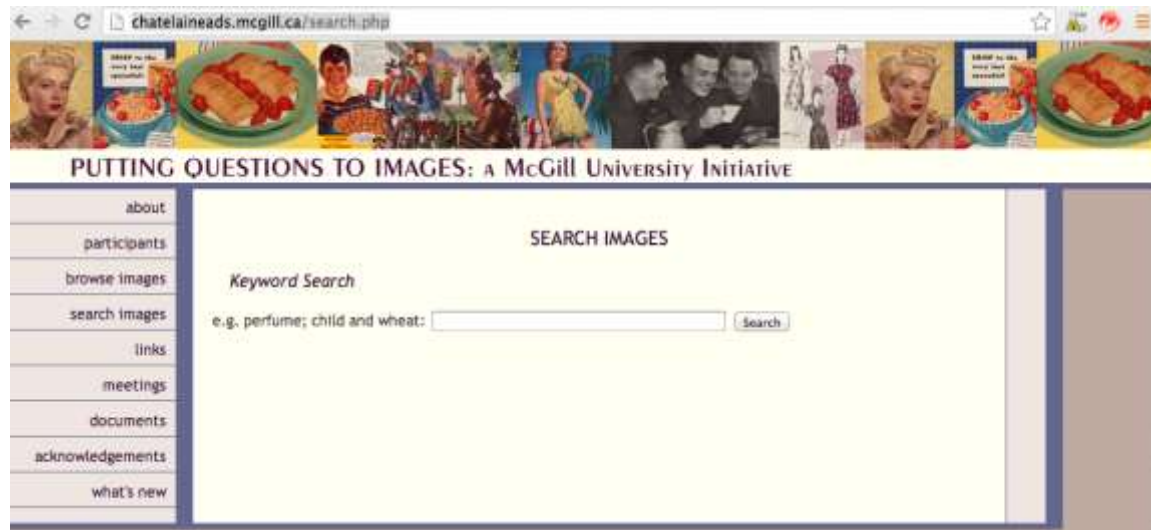 chatelaineads.mcgill.ca/search.php
PUTTING QUESTIONS TO IMAGES: A McGill University Initiative
about
participants
browse images
search images
links
meetings
documents
acknowledgements
what's new
SEARCH IMAGES
Keyword Search
e.g. perfume; child and wheat:
Search